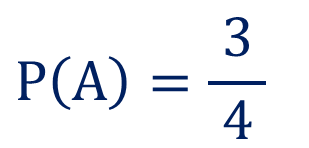 P(A) = 3/4